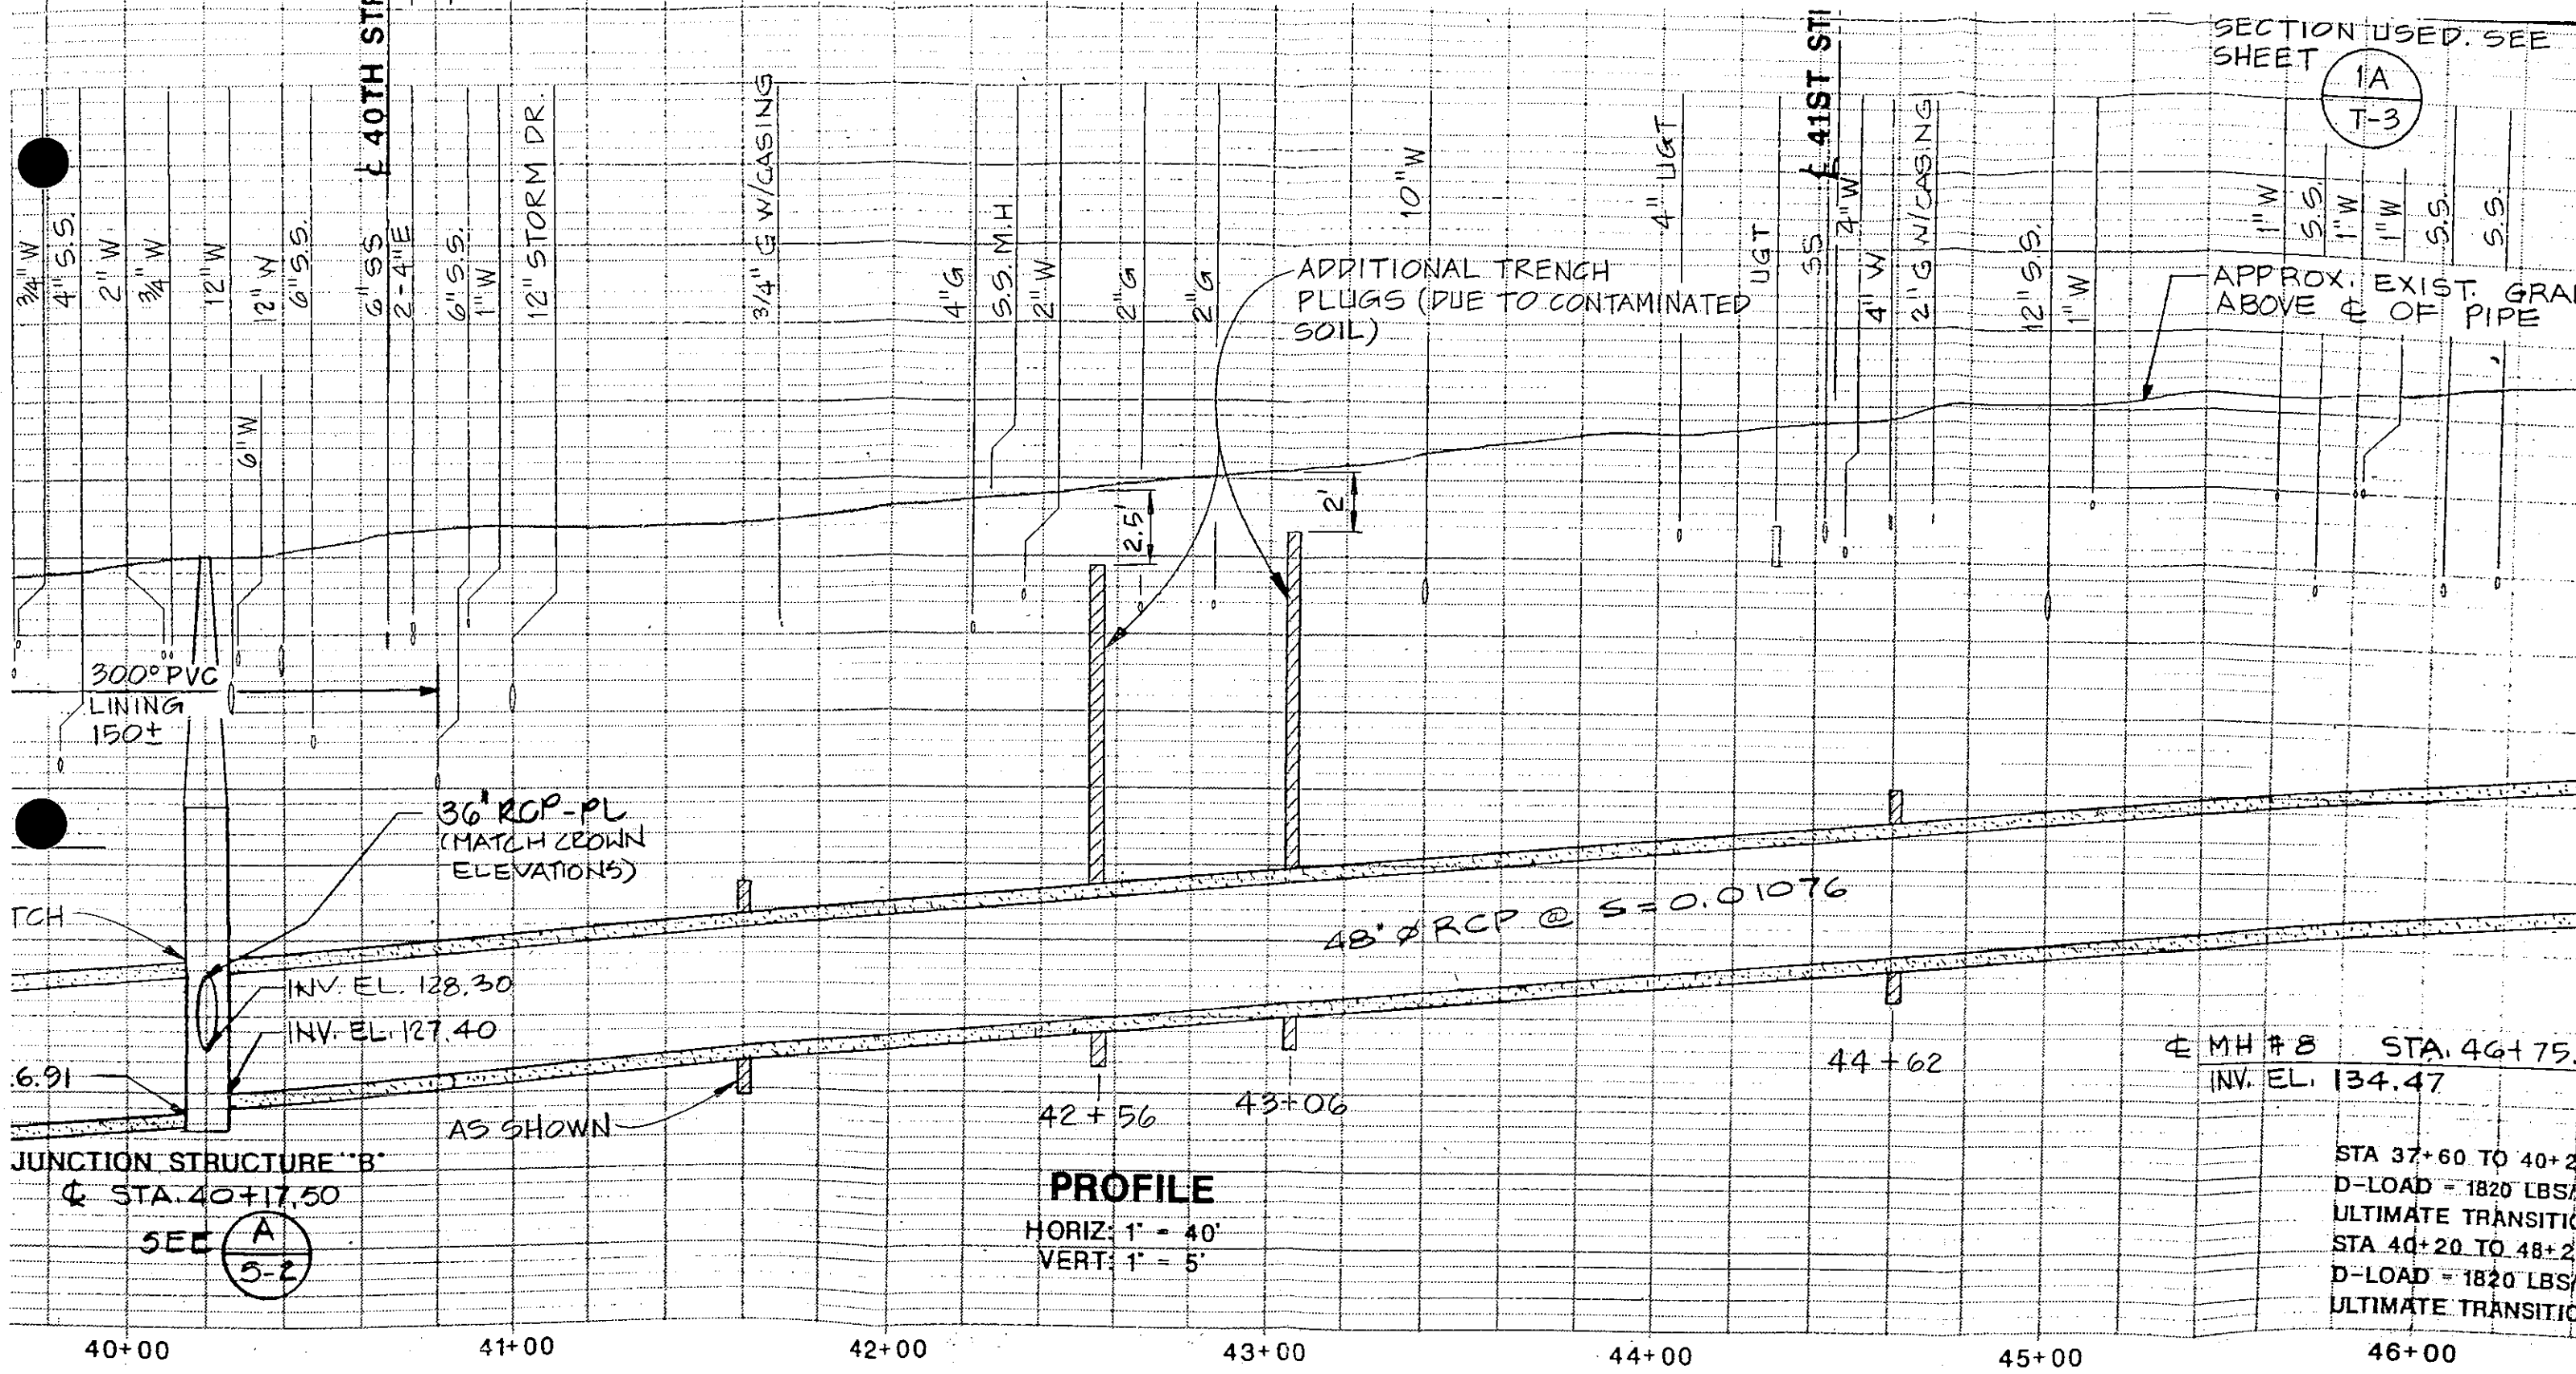 ℄ 40TH
℄ 41ST
SECTION USED. SEE
SHEET
1A
T-3
3/4" W
4" S.S.
2" W
3/4" W
12" W
12" W
6" S.S.
6" SS
2-4"E
6" S.S.
1" W
12" STORM DR.
3/4" G W/CASING
4"G
S.S. M.H
2" W
2"G
2"G
10" W
4" UGT
UGT
SS
4"W
4" W
2" G W/CASING
12" S.S.
1" W
1" W
S.S.
1" W
1" W
S.S.
S.S.
6" W
ADDITIONAL TRENCH
PLUGS (DUE TO CONTAMINATED
SOIL)
APPROX. EXIST.
ABOVE ℄ OF PIPE
2.5'
2'
300° PVC
LINING
150±
36" RCP-PL
(MATCH CROWN
ELEVATIONS)
TCH
INV. EL. 128.30
INV. EL. 127.40
6.91
48" Ø RCP @ S = 0.01076
AS SHOWN
42 + 56
43+06
44 + 62
℄ MH #8 STA. 46+75.
INV. EL. 134.47
JUNCTION STRUCTURE "B"
℄ STA. 40+17.50
SEE
A
S-2
PROFILE
HORIZ: 1" = 40'
VERT: 1" = 5'
STA 37+60 TO 40+2
D-LOAD = 1820 LBS/
ULTIMATE TRANSITIO
STA 40+20 TO 48+2
D-LOAD = 1820 LBS/
ULTIMATE TRANSITIO
40+00 41+00 42+00 43+00 44+00 45+00 46+00